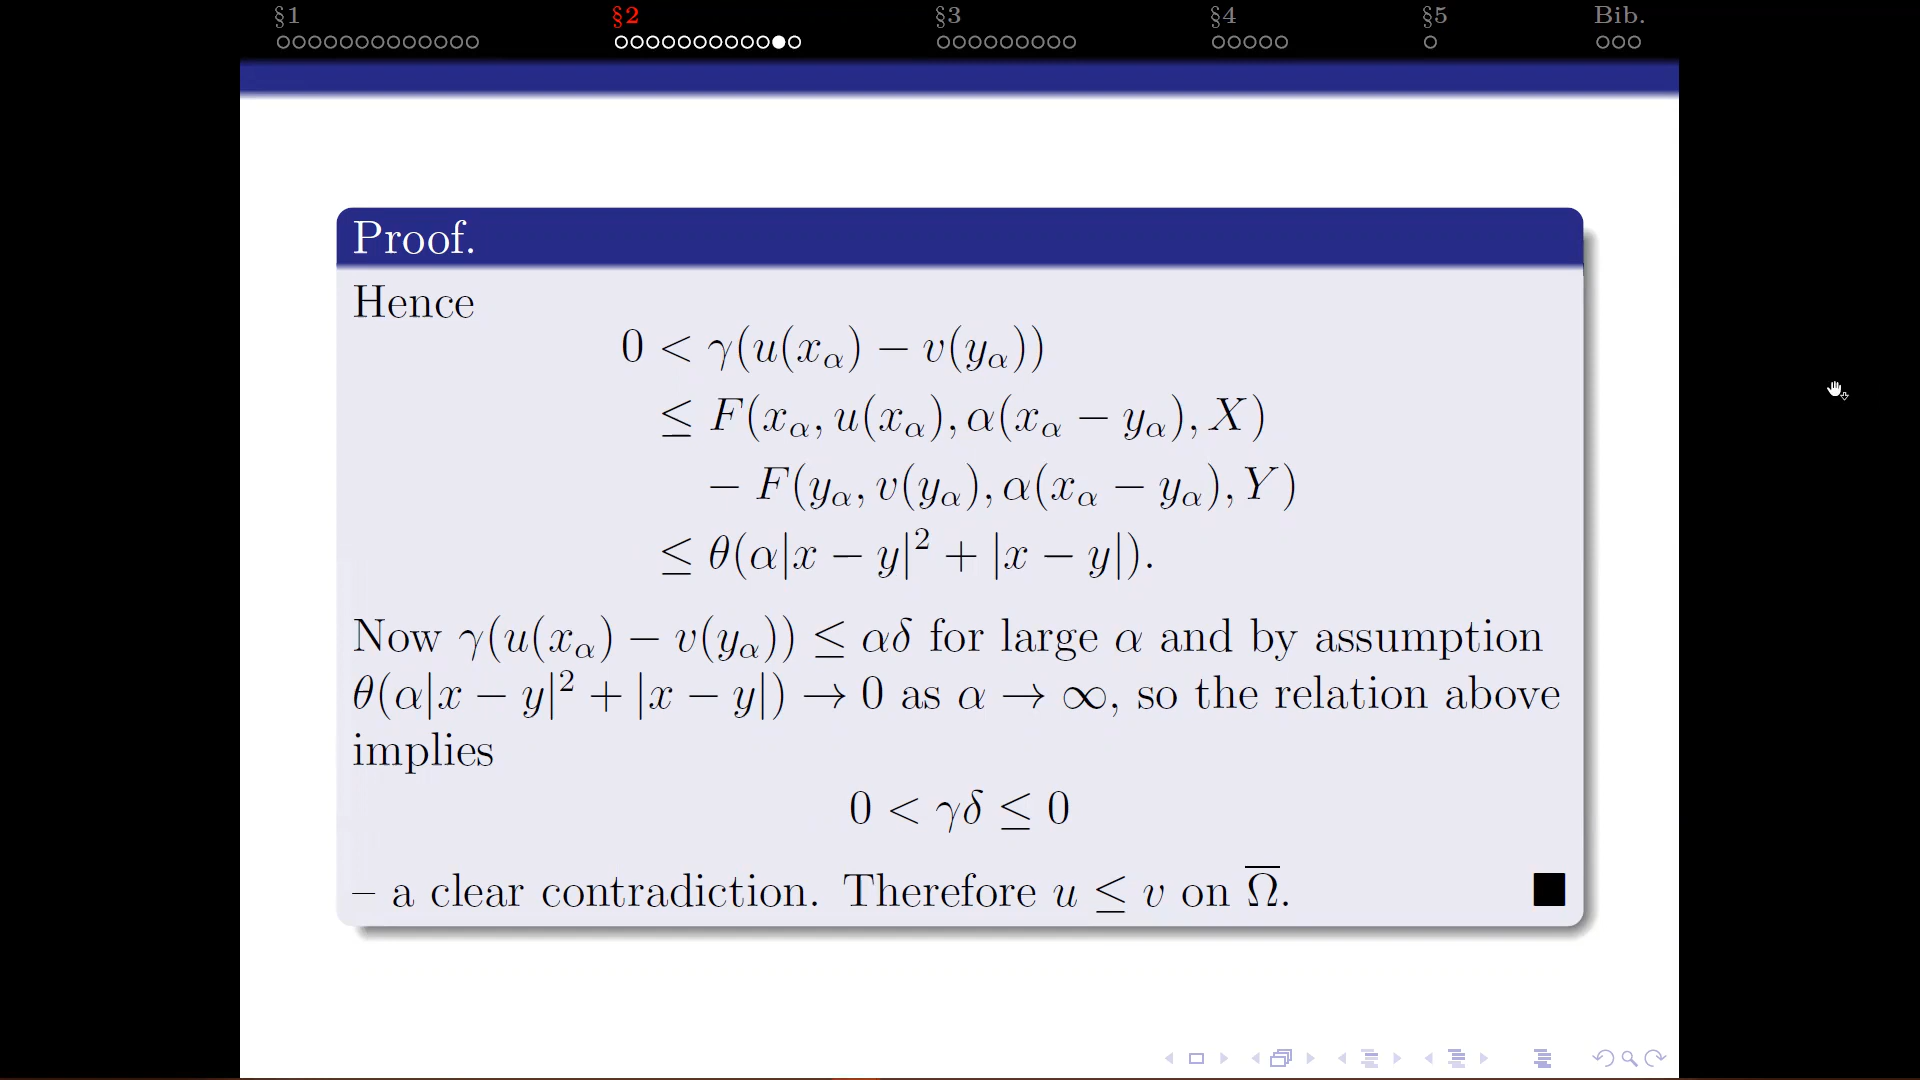 §1 §2 §3 §4 §5 Bib.
Proof.
Hence
0 < γ(u(x_α) − v(y_α))
≤ F(x_α, u(x_α), α(x_α − y_α), X)
− F(y_α, v(y_α), α(x_α − y_α), Y)
≤ θ(α|x − y|² + |x − y|).
Now γ(u(x_α) − v(y_α)) ≤ αδ for large α and by assumption
θ(α|x − y|² + |x − y|) → 0 as α → ∞, so the relation above
implies
0 < γδ ≤ 0
– a clear contradiction. Therefore u ≤ v on Ω̅. ■